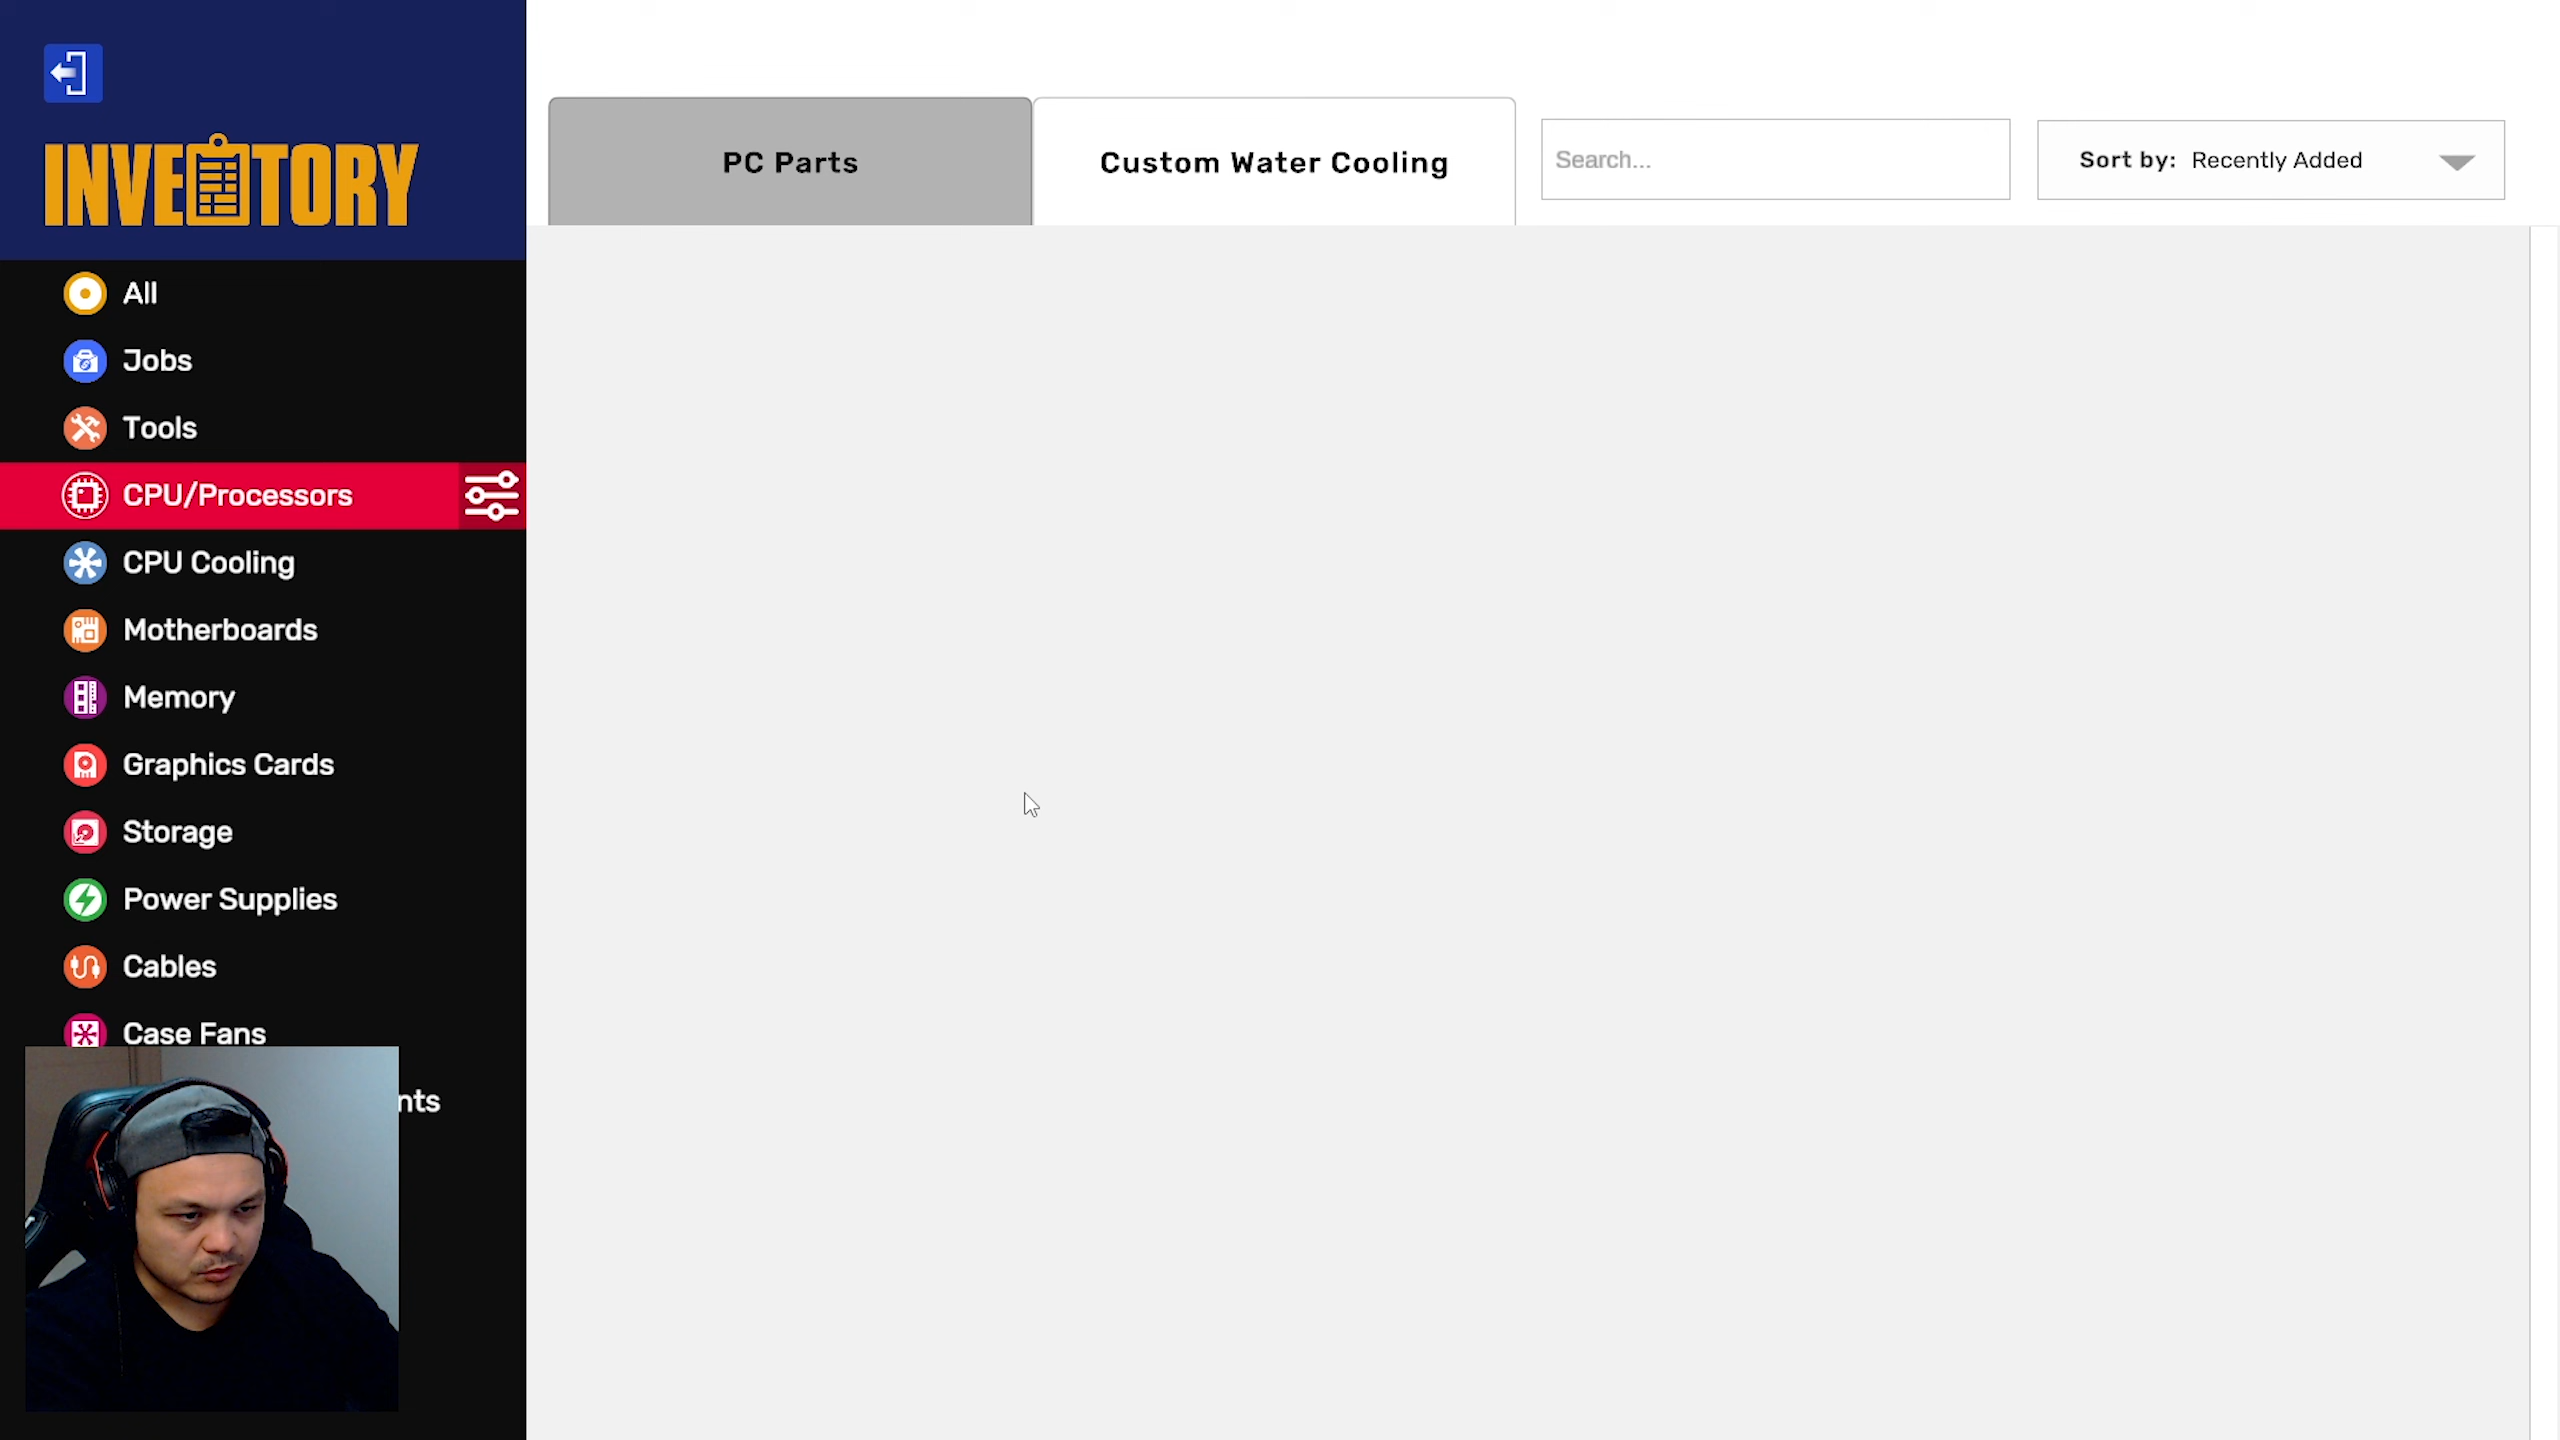 INVENTORY
PC Parts
Custom Water Cooling
Search...
Sort by: Recently Added
All
Jobs
Tools
CPU/Processors
CPU Cooling
Motherboards
Memory
Graphics Cards
Storage
Power Supplies
Cables
Case Fans
nts